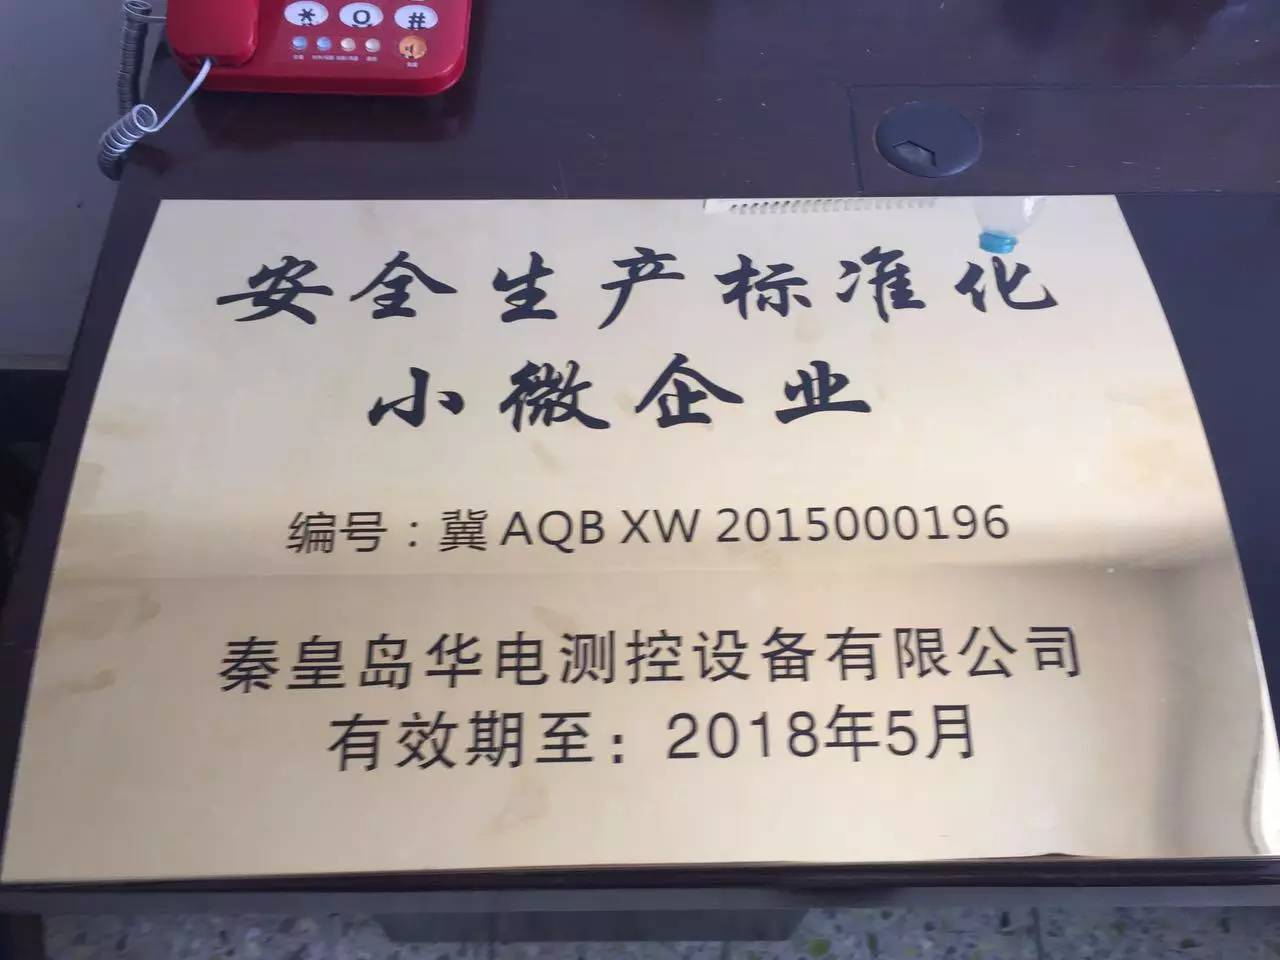 * 0 #
安全生产标准化
小微企业
编号：冀AQB XW 2015000196
秦皇岛华电测控设备有限公司
有效期至：2018年5月